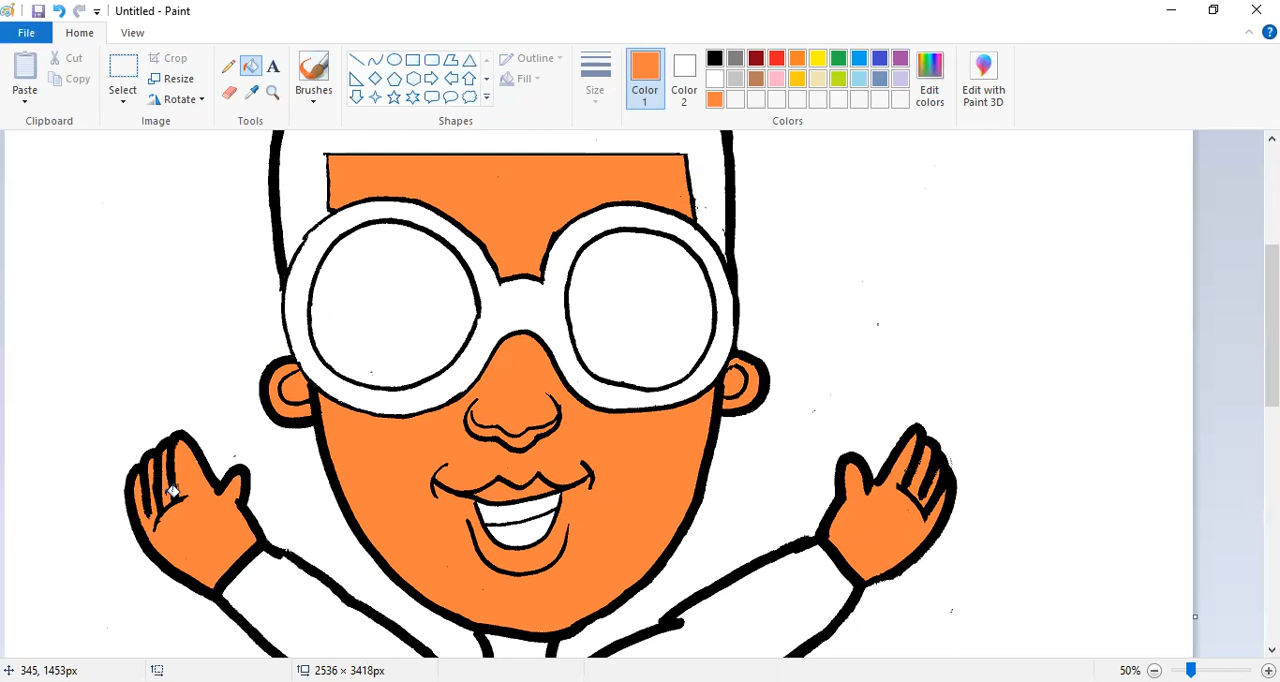 Untitled - Paint
File Home View
Paste Cut Copy
Clipboard
Select Crop Resize Rotate
Image
A
Tools
Brushes
Outline Fill
Shapes
Size
Color 1 Color 2
Edit colors
Colors
Edit with Paint 3D
345, 1453px 2536 × 3418px 50%